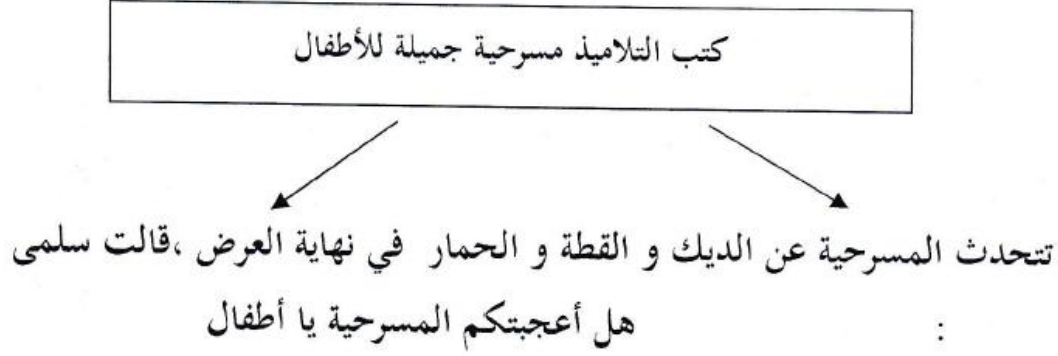 كتب التلاميذ مسرحية جميلة للأطفال
تتحدث المسرحية عن الديك و القطة و الحمار في نهاية العرض ،قالت سلمى
: هل أعجبتكم المسرحية يا أطفال